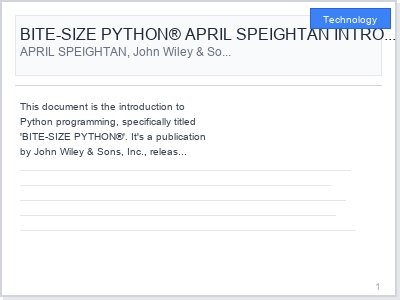 Technology
BITE-SIZE PYTHON® APRIL SPEIGHTAN INTRO...
APRIL SPEIGHTAN, John Wiley & So...
This document is the introduction to
Python programming, specifically titled
'BITE-SIZE PYTHON®'. It's a publication
by John Wiley & Sons, Inc., releas...
1